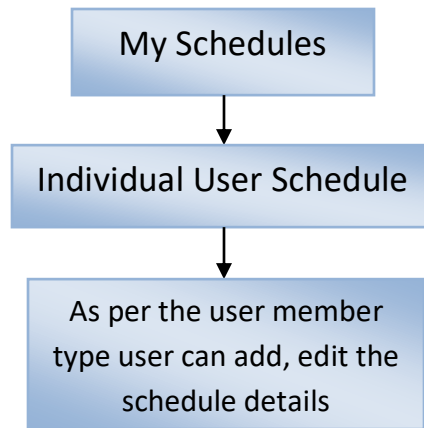 My Schedules
Individual User Schedule
As per the user member
type user can add, edit the
schedule details